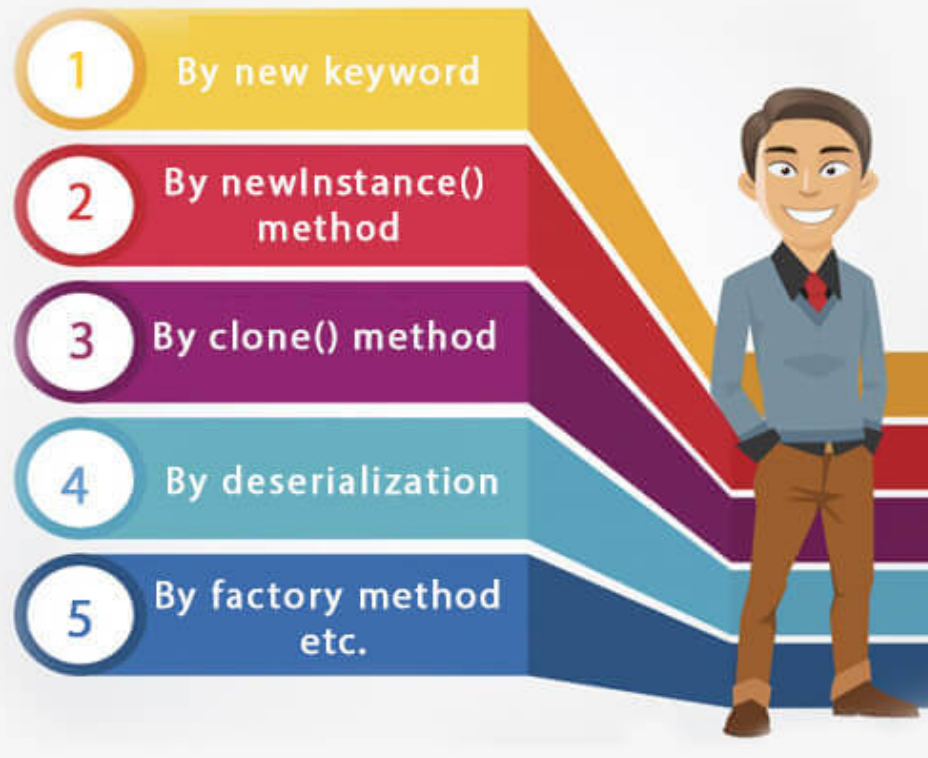 1
By new keyword
2
By newInstance()
method
3
By clone() method
4
By deserialization
5
By factory method
etc.